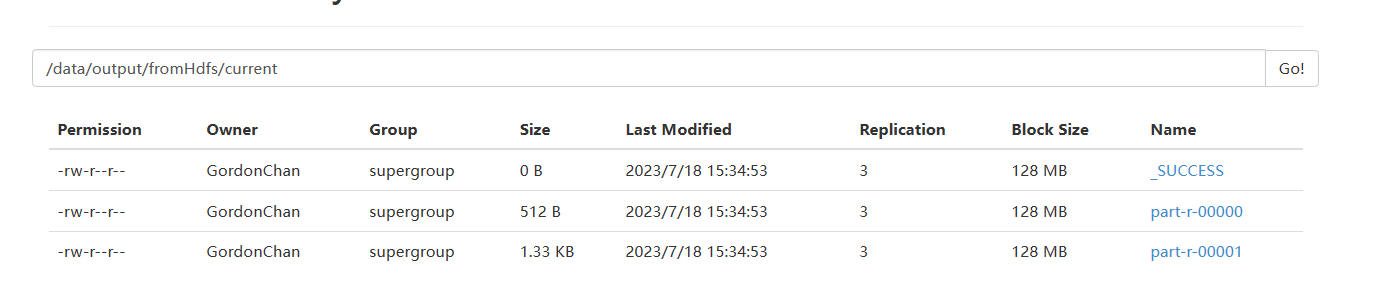 /data/output/fromHdfs/current Go!
Permission Owner Group Size Last Modified Replication Block Size Name
-rw-r--r-- GordonChan supergroup 0 B 2023/7/18 15:34:53 3 128 MB _SUCCESS
-rw-r--r-- GordonChan supergroup 512 B 2023/7/18 15:34:53 3 128 MB part-r-00000
-rw-r--r-- GordonChan supergroup 1.33 KB 2023/7/18 15:34:53 3 128 MB part-r-00001